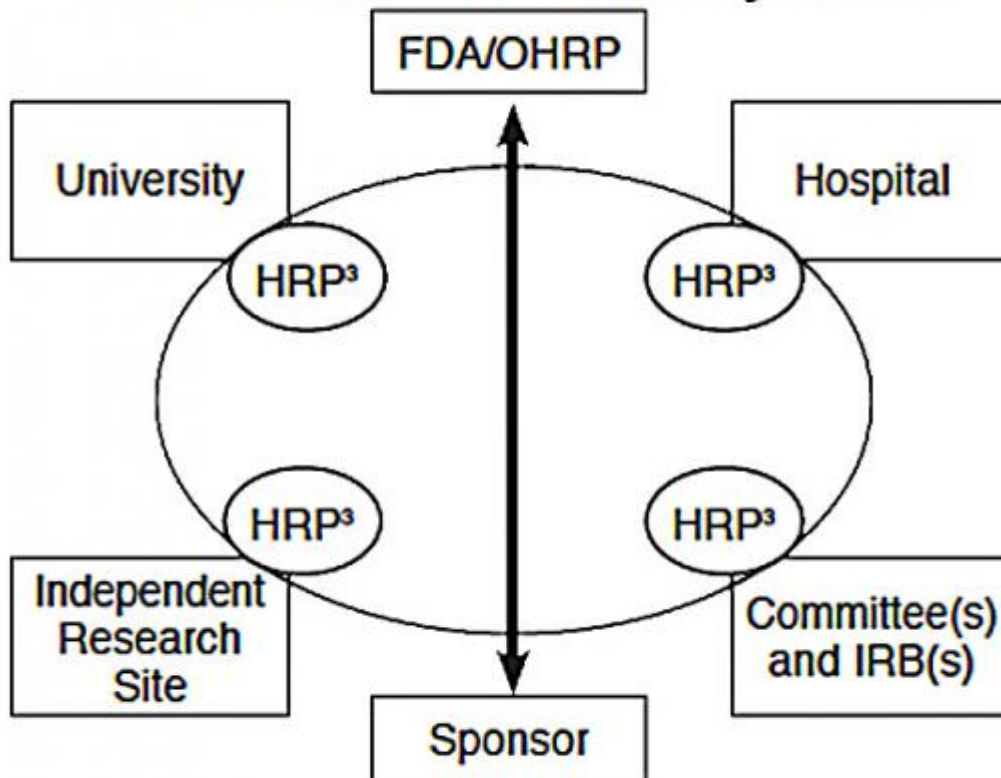 FDA/OHRP
University
Hospital
HRP³
HRP³
HRP³
HRP³
Independent
Research
Site
Committee(s)
and IRB(s)
Sponsor